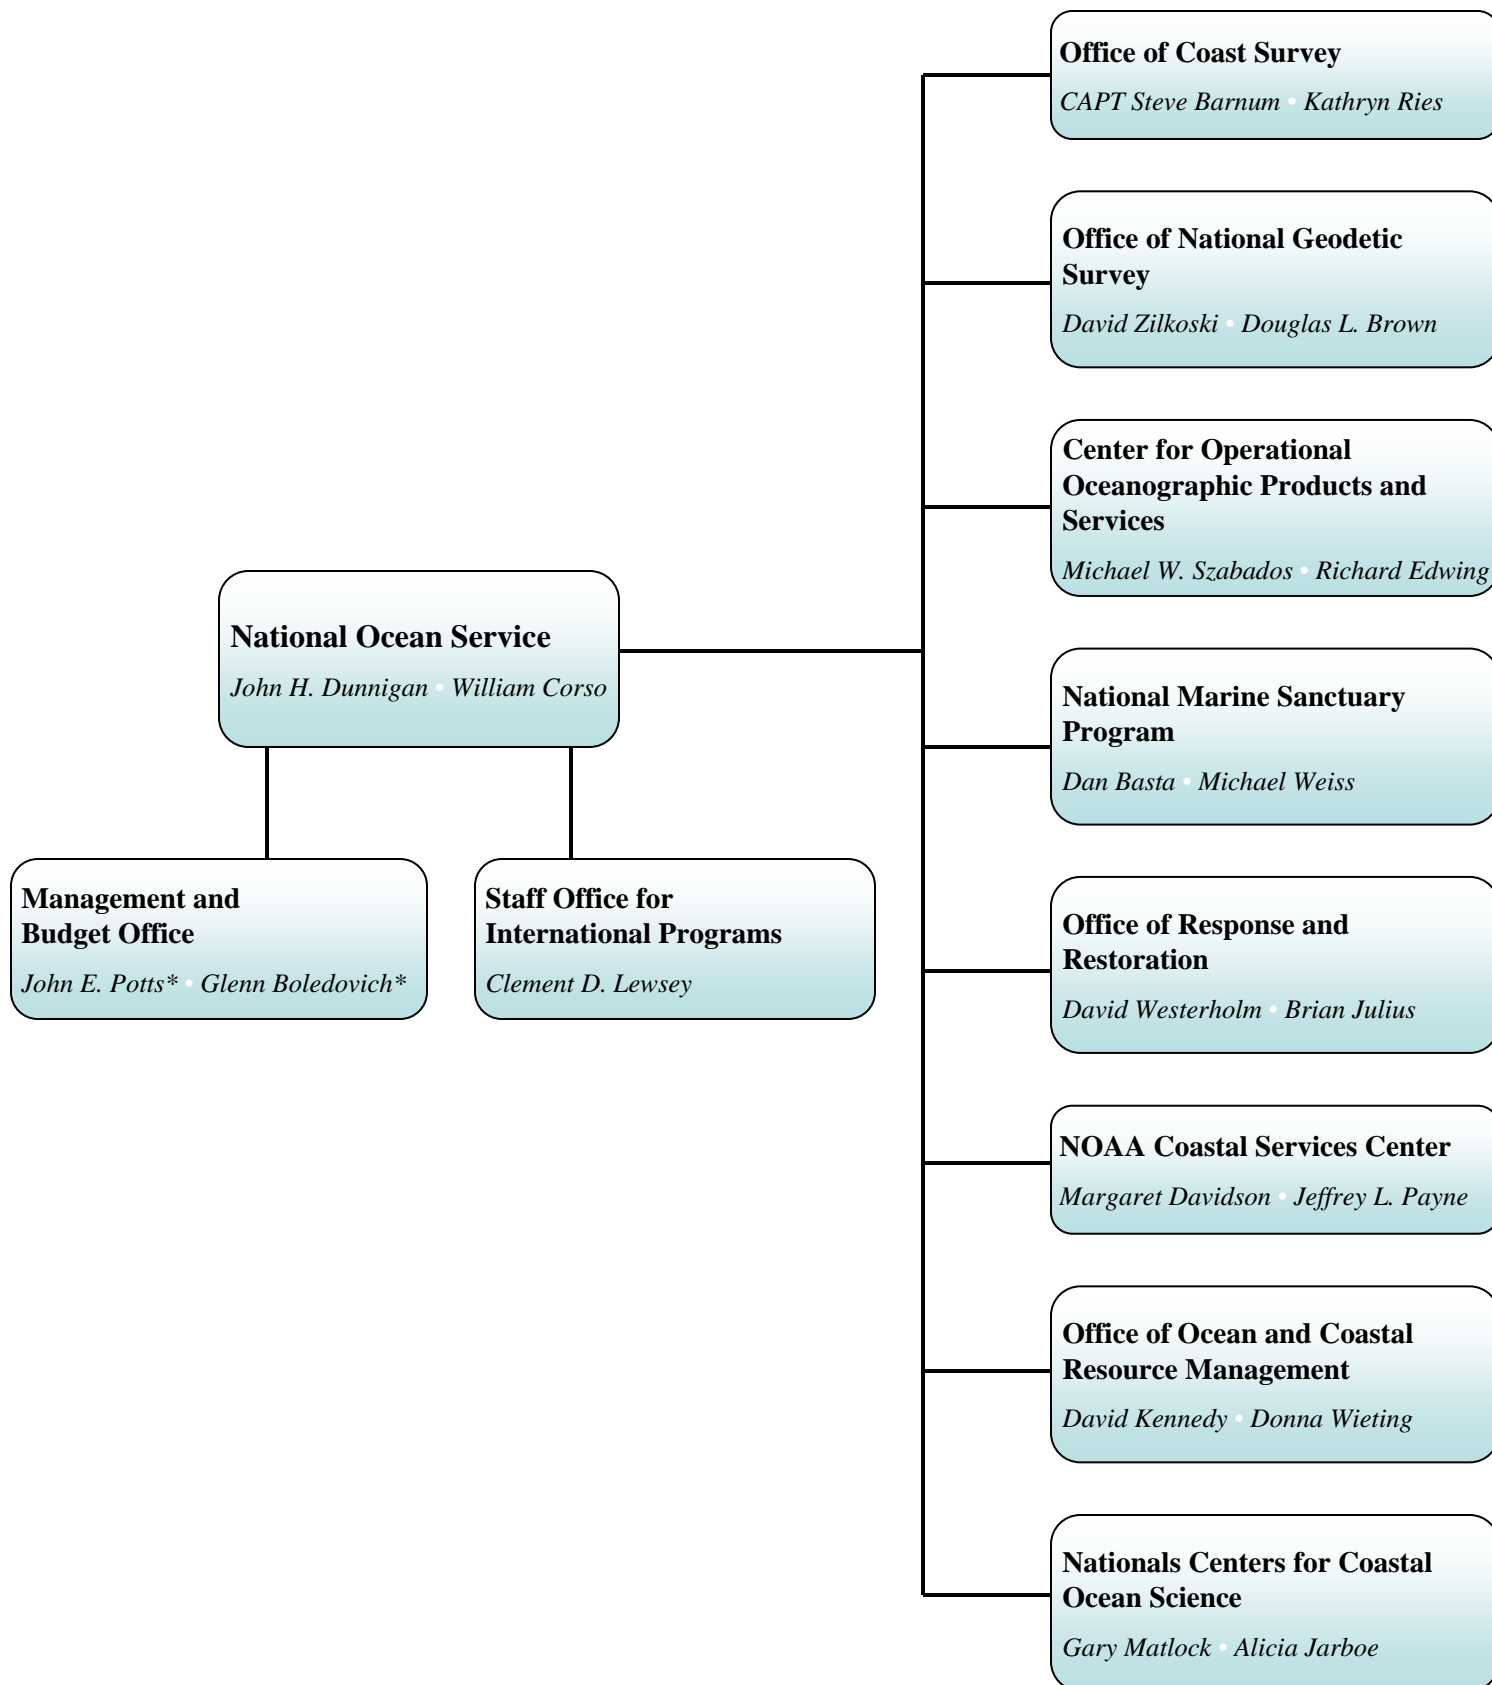 Office of Coast Survey
CAPT Steve Barnum • Kathryn Ries
Office of National Geodetic
Survey
David Zilkoski • Douglas L. Brown
Center for Operational
Oceanographic Products and
Services
Michael W. Szabados • Richard Edwing
National Ocean Service
John H. Dunnigan • William Corso
National Marine Sanctuary
Program
Dan Basta • Michael Weiss
Management and
Budget Office
John E. Potts* • Glenn Boledovich*
Staff Office for
International Programs
Clement D. Lewsey
Office of Response and
Restoration
David Westerholm • Brian Julius
NOAA Coastal Services Center
Margaret Davidson • Jeffrey L. Payne
Office of Ocean and Coastal
Resource Management
David Kennedy • Donna Wieting
Nationals Centers for Coastal
Ocean Science
Gary Matlock • Alicia Jarboe